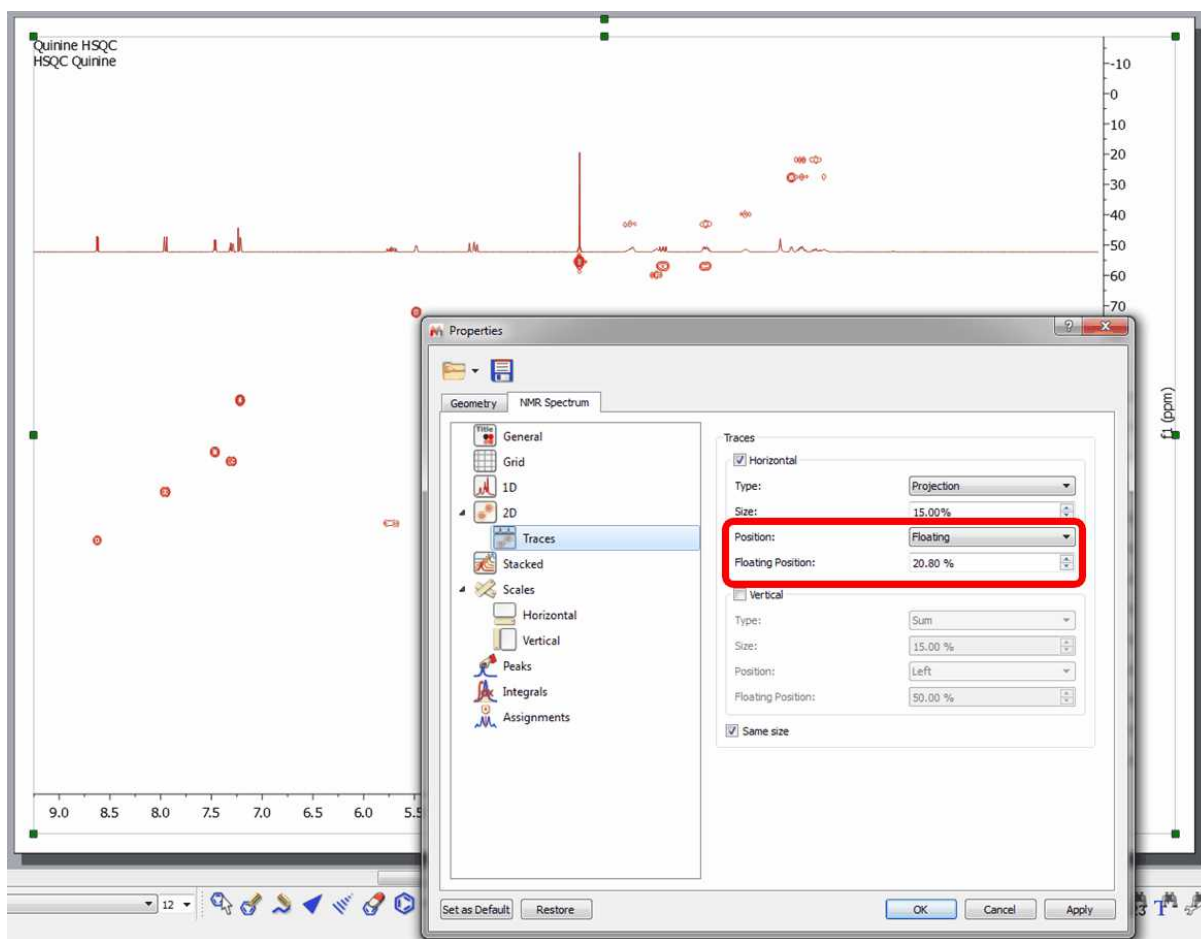 Quinine HSQC
HSQC Quinine
-10
0
10
20
30
40
50
60
70
f1 (ppm)
Properties
Geometry NMR Spectrum
Title
General
Grid
1D
2D
Traces
Stacked
Scales
Horizontal
Vertical
Peaks
Integrals
Assignments
Traces
Horizontal
Type: Projection
Size: 15.00%
Position: Floating
Floating Position: 20.80 %
Vertical
Type: Sum
Size: 15.00 %
Position: Left
Floating Position: 50.00 %
Same size
9.0 8.5 8.0 7.5 7.0 6.5 6.0
Set as Default Restore OK Cancel Apply
12